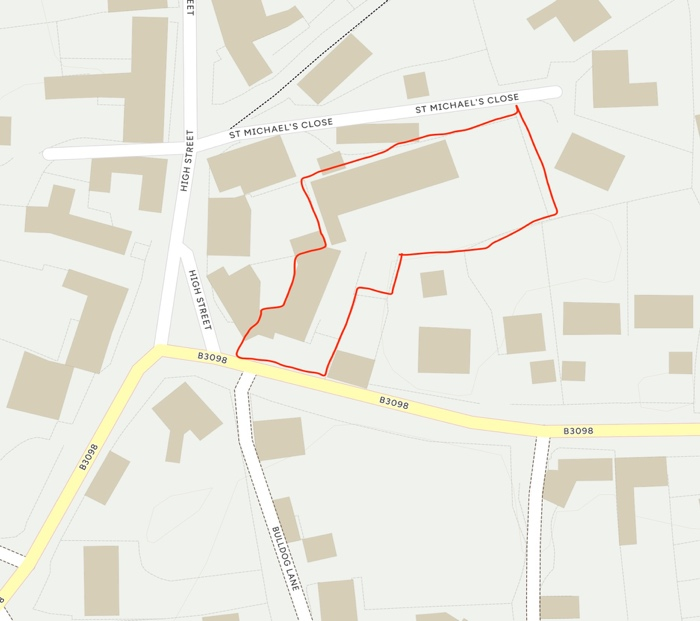 EET
ST MICHAEL'S CLOSE
ST MICHAEL'S CLOSE
HIGH STREET
HIGH STREET
B3098
B3098
B3098
B3098
BULLDOG LANE